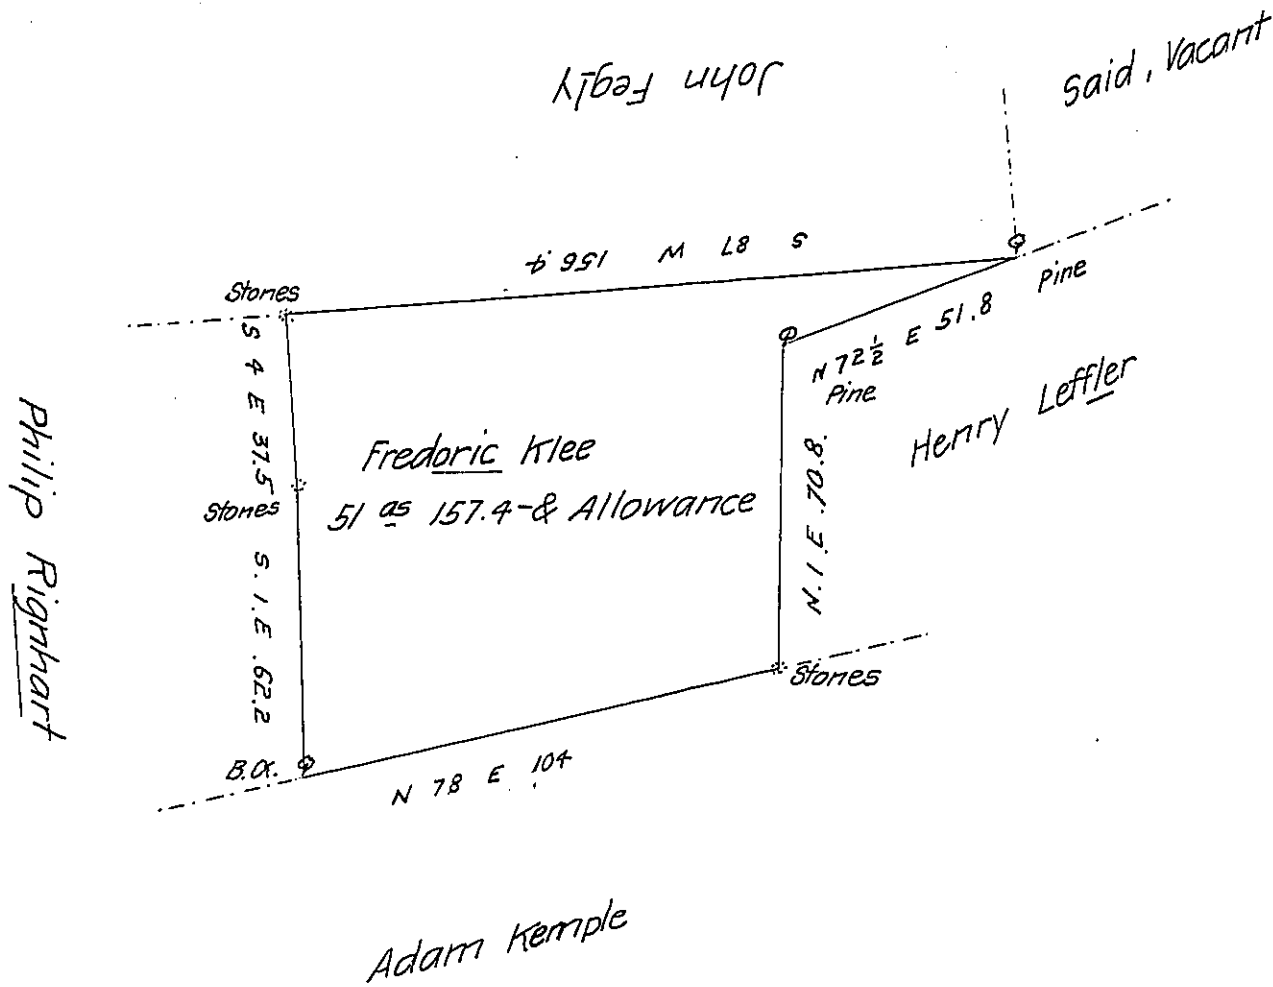 John Fegly
Said, Vacant
S 87 W 156.4
Stones
Pine
S 4 E 37.5
N 72½ E 51.8
Pine
Henry Leffler
Fredoric Klee
Stones
51 as 157.4-& Allowance
N. 1 E. 70.8.
Philip Righhart
S. 1. E. 62.2
Stones
B.O.
N 78 E 104
Adam Kemple